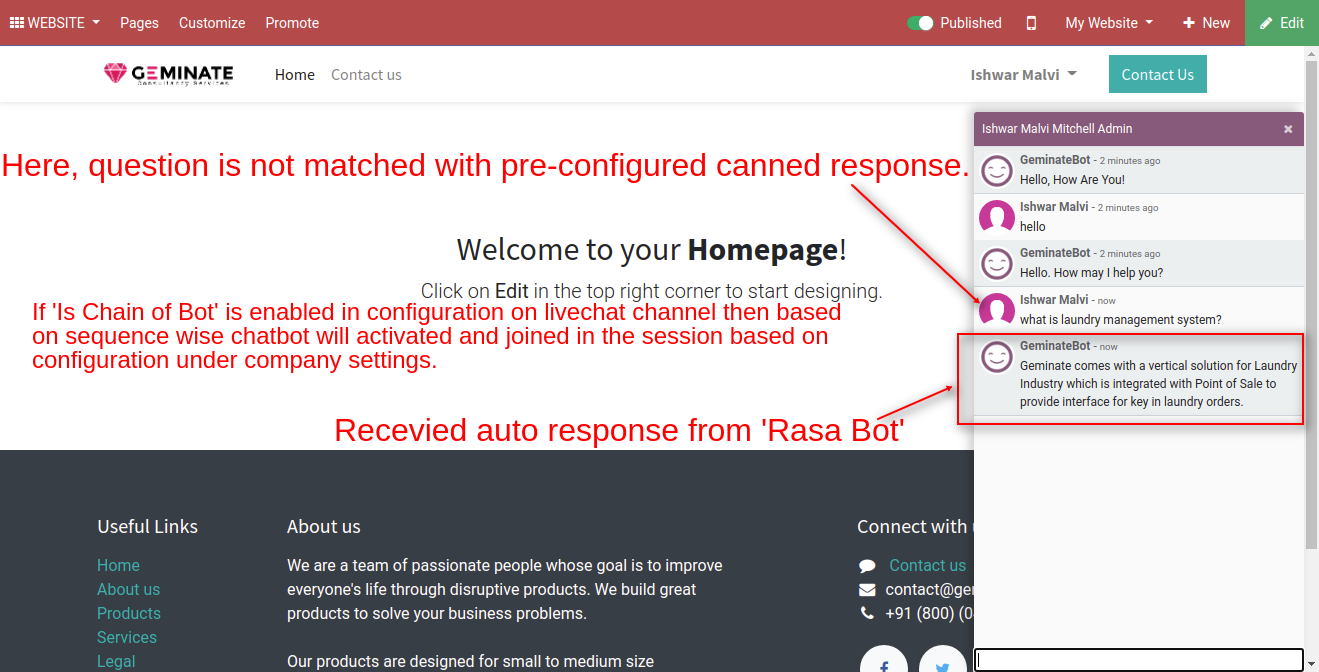 WEBSITE Pages Customize Promote Published My Website New Edit
GEMINATE
Consultancy Services
Home Contact us Ishwar Malvi Contact Us
Here, question is not matched with pre-configured canned response.
Welcome to your Homepage!
Click on Edit in the top right corner to start designing.
If 'Is Chain of Bot' is enabled in configuration on livechat channel then based
on sequence wise chatbot will activated and joined in the session based on
configuration under company settings.
Recevied auto response from 'Rasa Bot'
Ishwar Malvi Mitchell Admin ×
GeminateBot - 2 minutes ago
Hello, How Are You!
Ishwar Malvi - 2 minutes ago
hello
GeminateBot - 2 minutes ago
Hello. How may I help you?
Ishwar Malvi - now
what is laundry management system?
GeminateBot - now
Geminate comes with a vertical solution for Laundry
Industry which is integrated with Point of Sale to
provide interface for key in laundry orders.
Useful Links
Home
About us
Products
Services
Legal
About us
We are a team of passionate people whose goal is to improve
everyone's life through disruptive products. We build great
products to solve your business problems.
Our products are designed for small to medium size
Connect with
Contact us
contact@ge
+91 (800) (0